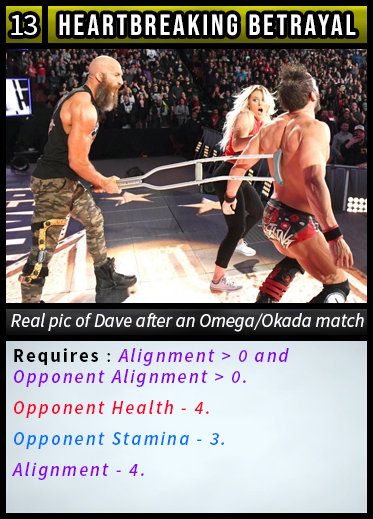 13 HEARTBREAKING BETRAYAL
Real pic of Dave after an Omega/Okada match
Requires : Alignment > 0 and
Opponent Alignment > 0.
Opponent Health - 4.
Opponent Stamina - 3.
Alignment - 4.